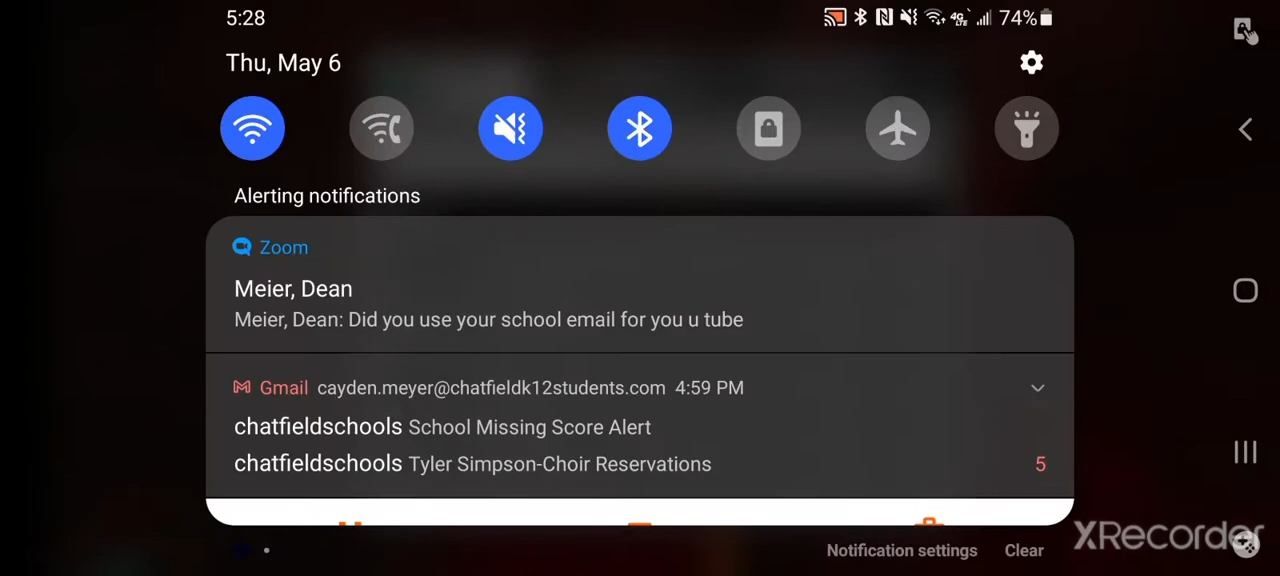 5:28
4G LTE 74%
Thu, May 6
Alerting notifications
Zoom
Meier, Dean
Meier, Dean: Did you use your school email for you u tube
Gmail cayden.meyer@chatfieldk12students.com 4:59 PM
chatfieldschools School Missing Score Alert
chatfieldschools Tyler Simpson-Choir Reservations 5
Notification settings Clear
XRecorder